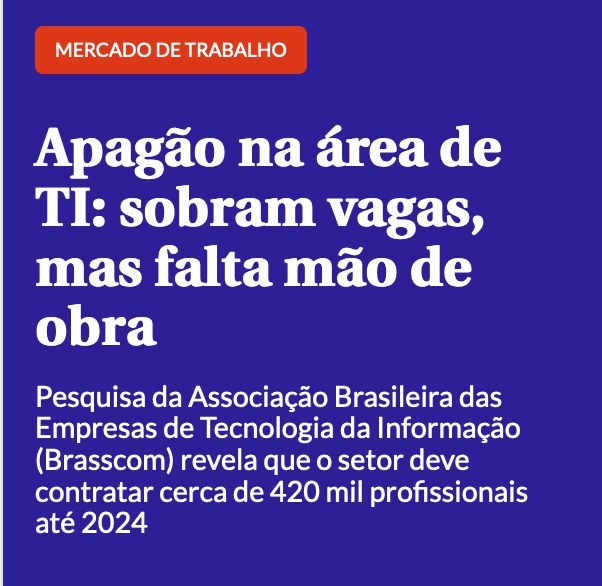 MERCADO DE TRABALHO
Apagão na área de
TI: sobram vagas,
mas falta mão de
obra
Pesquisa da Associação Brasileira das
Empresas de Tecnologia da Informação
(Brasscom) revela que o setor deve
contratar cerca de 420 mil profissionais
até 2024